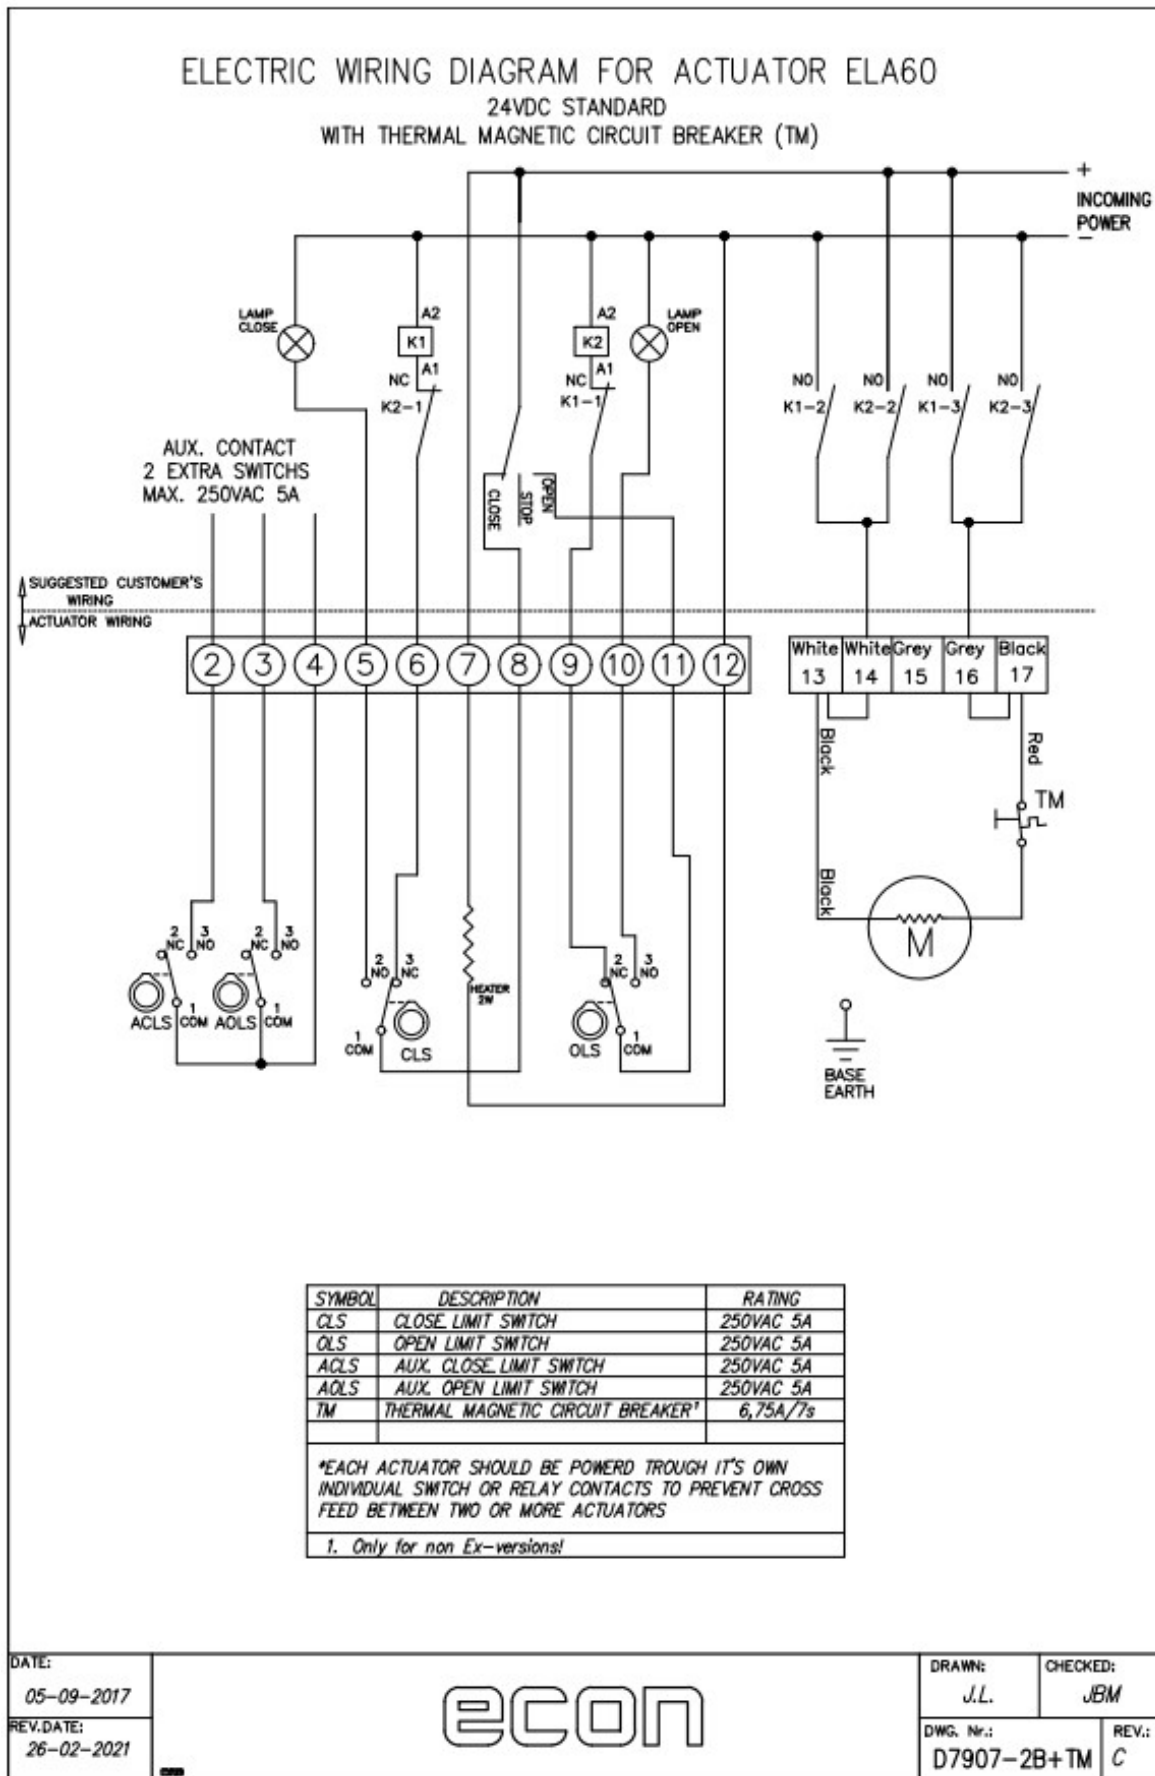 ELECTRIC WIRING DIAGRAM FOR ACTUATOR ELA60
24VDC STANDARD
WITH THERMAL MAGNETIC CIRCUIT BREAKER (TM)
+
INCOMING
POWER
−
LAMP
CLOSE
A2
K1
A1
NC
K2-1
A2
K2
A1
NC
K1-1
LAMP
OPEN
NO
K1-2
NO
K2-2
NO
K1-3
NO
K2-3
AUX. CONTACT
2 EXTRA SWITCHS
MAX. 250VAC 5A
CLOSE
STOP
OPEN
SUGGESTED CUSTOMER'S
WIRING
ACTUATOR WIRING
2 3 4 5 6 7 8 9 10 11 12
White White Grey Grey Black
13 14 15 16 17
Black
Red
TM
Black
M
2 3
NC NO
1
ACLS COM
2 3
NC NO
1
AOLS COM
2 3
NO NC
1
COM
CLS
HEATER
2W
2 3
NC NO
1
OLS COM
BASE
EARTH
SYMBOL DESCRIPTION RATING
CLS CLOSE LIMIT SWITCH 250VAC 5A
OLS OPEN LIMIT SWITCH 250VAC 5A
ACLS AUX. CLOSE LIMIT SWITCH 250VAC 5A
AOLS AUX. OPEN LIMIT SWITCH 250VAC 5A
TM THERMAL MAGNETIC CIRCUIT BREAKER¹ 6,75A/7s
*EACH ACTUATOR SHOULD BE POWERD TROUGH IT'S OWN
INDIVIDUAL SWITCH OR RELAY CONTACTS TO PREVENT CROSS
FEED BETWEEN TWO OR MORE ACTUATORS
1. Only for non Ex-versions!
DATE:
05-09-2017
REV.DATE:
26-02-2021
econ
DRAWN:
J.L.
CHECKED:
JBM
DWG. Nr.:
D7907-2B+TM
REV.:
C